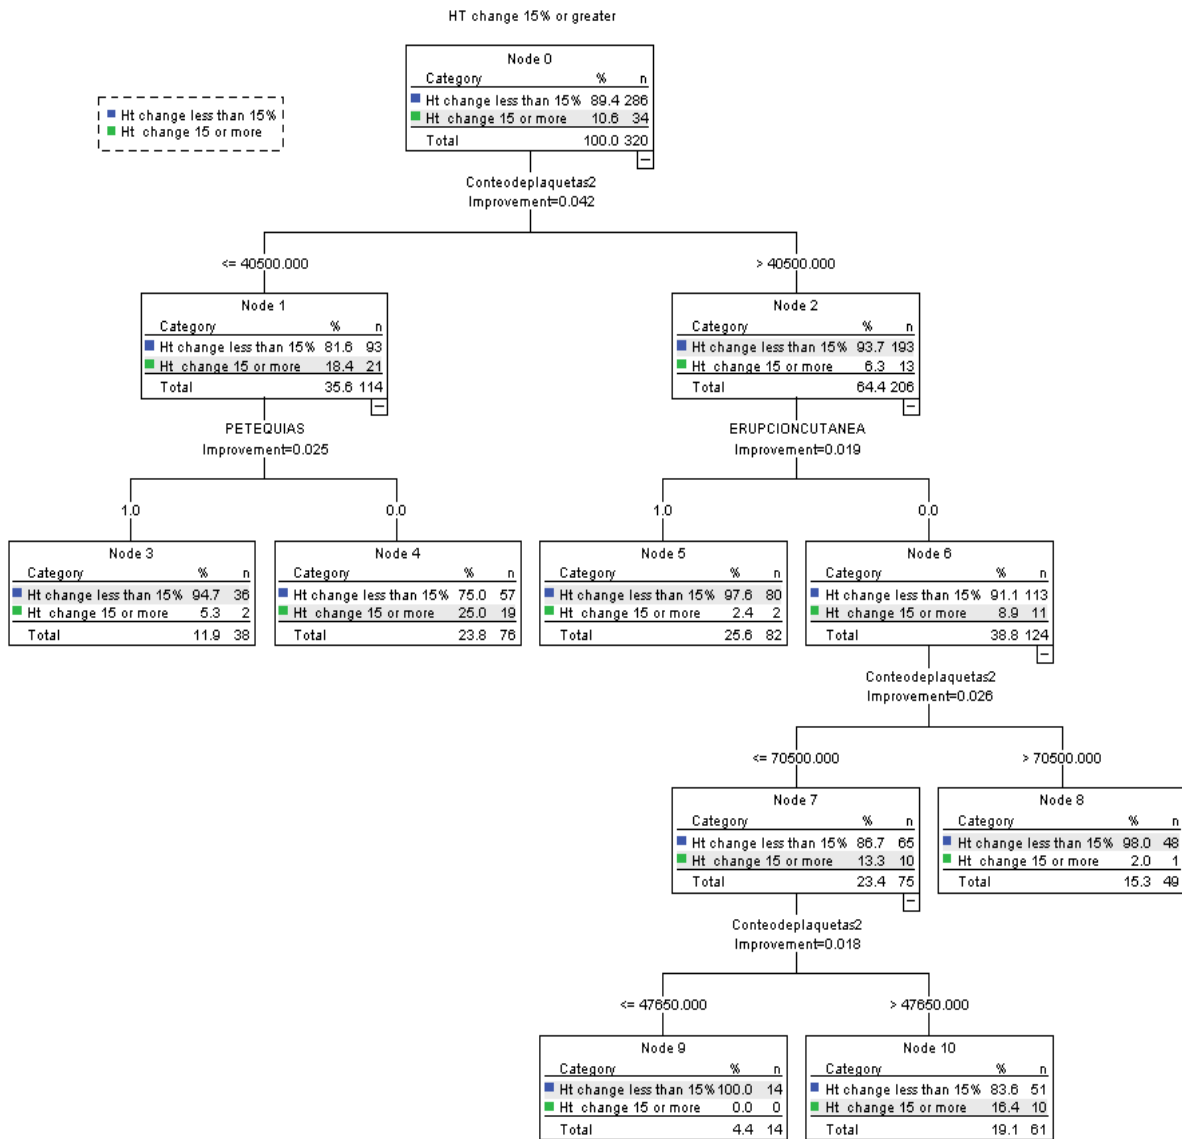 HT change 15% or greater
Ht change less than 15%
Ht change 15 or more
Node 0
Category % n
Ht change less than 15% 89.4 286
Ht change 15 or more 10.6 34
Total 100.0 320
Conteodeplaquetas2
Improvement=0.042
<= 40500.000
> 40500.000
Node 1
Category % n
Ht change less than 15% 81.6 93
Ht change 15 or more 18.4 21
Total 35.6 114
Node 2
Category % n
Ht change less than 15% 93.7 193
Ht change 15 or more 6.3 13
Total 64.4 206
PETEQUIAS
Improvement=0.025
ERUPCIONCUTANEA
Improvement=0.019
1.0
0.0
1.0
0.0
Node 3
Category % n
Ht change less than 15% 94.7 36
Ht change 15 or more 5.3 2
Total 11.9 38
Node 4
Category % n
Ht change less than 15% 75.0 57
Ht change 15 or more 25.0 19
Total 23.8 76
Node 5
Category % n
Ht change less than 15% 97.6 80
Ht change 15 or more 2.4 2
Total 25.6 82
Node 6
Category % n
Ht change less than 15% 91.1 113
Ht change 15 or more 8.9 11
Total 38.8 124
Conteodeplaquetas2
Improvement=0.026
<= 70500.000
> 70500.000
Node 7
Category % n
Ht change less than 15% 86.7 65
Ht change 15 or more 13.3 10
Total 23.4 75
Node 8
Category % n
Ht change less than 15% 98.0 48
Ht change 15 or more 2.0 1
Total 15.3 49
Conteodeplaquetas2
Improvement=0.018
<= 47650.000
> 47650.000
Node 9
Category % n
Ht change less than 15% 100.0 14
Ht change 15 or more 0.0 0
Total 4.4 14
Node 10
Category % n
Ht change less than 15% 83.6 51
Ht change 15 or more 16.4 10
Total 19.1 61